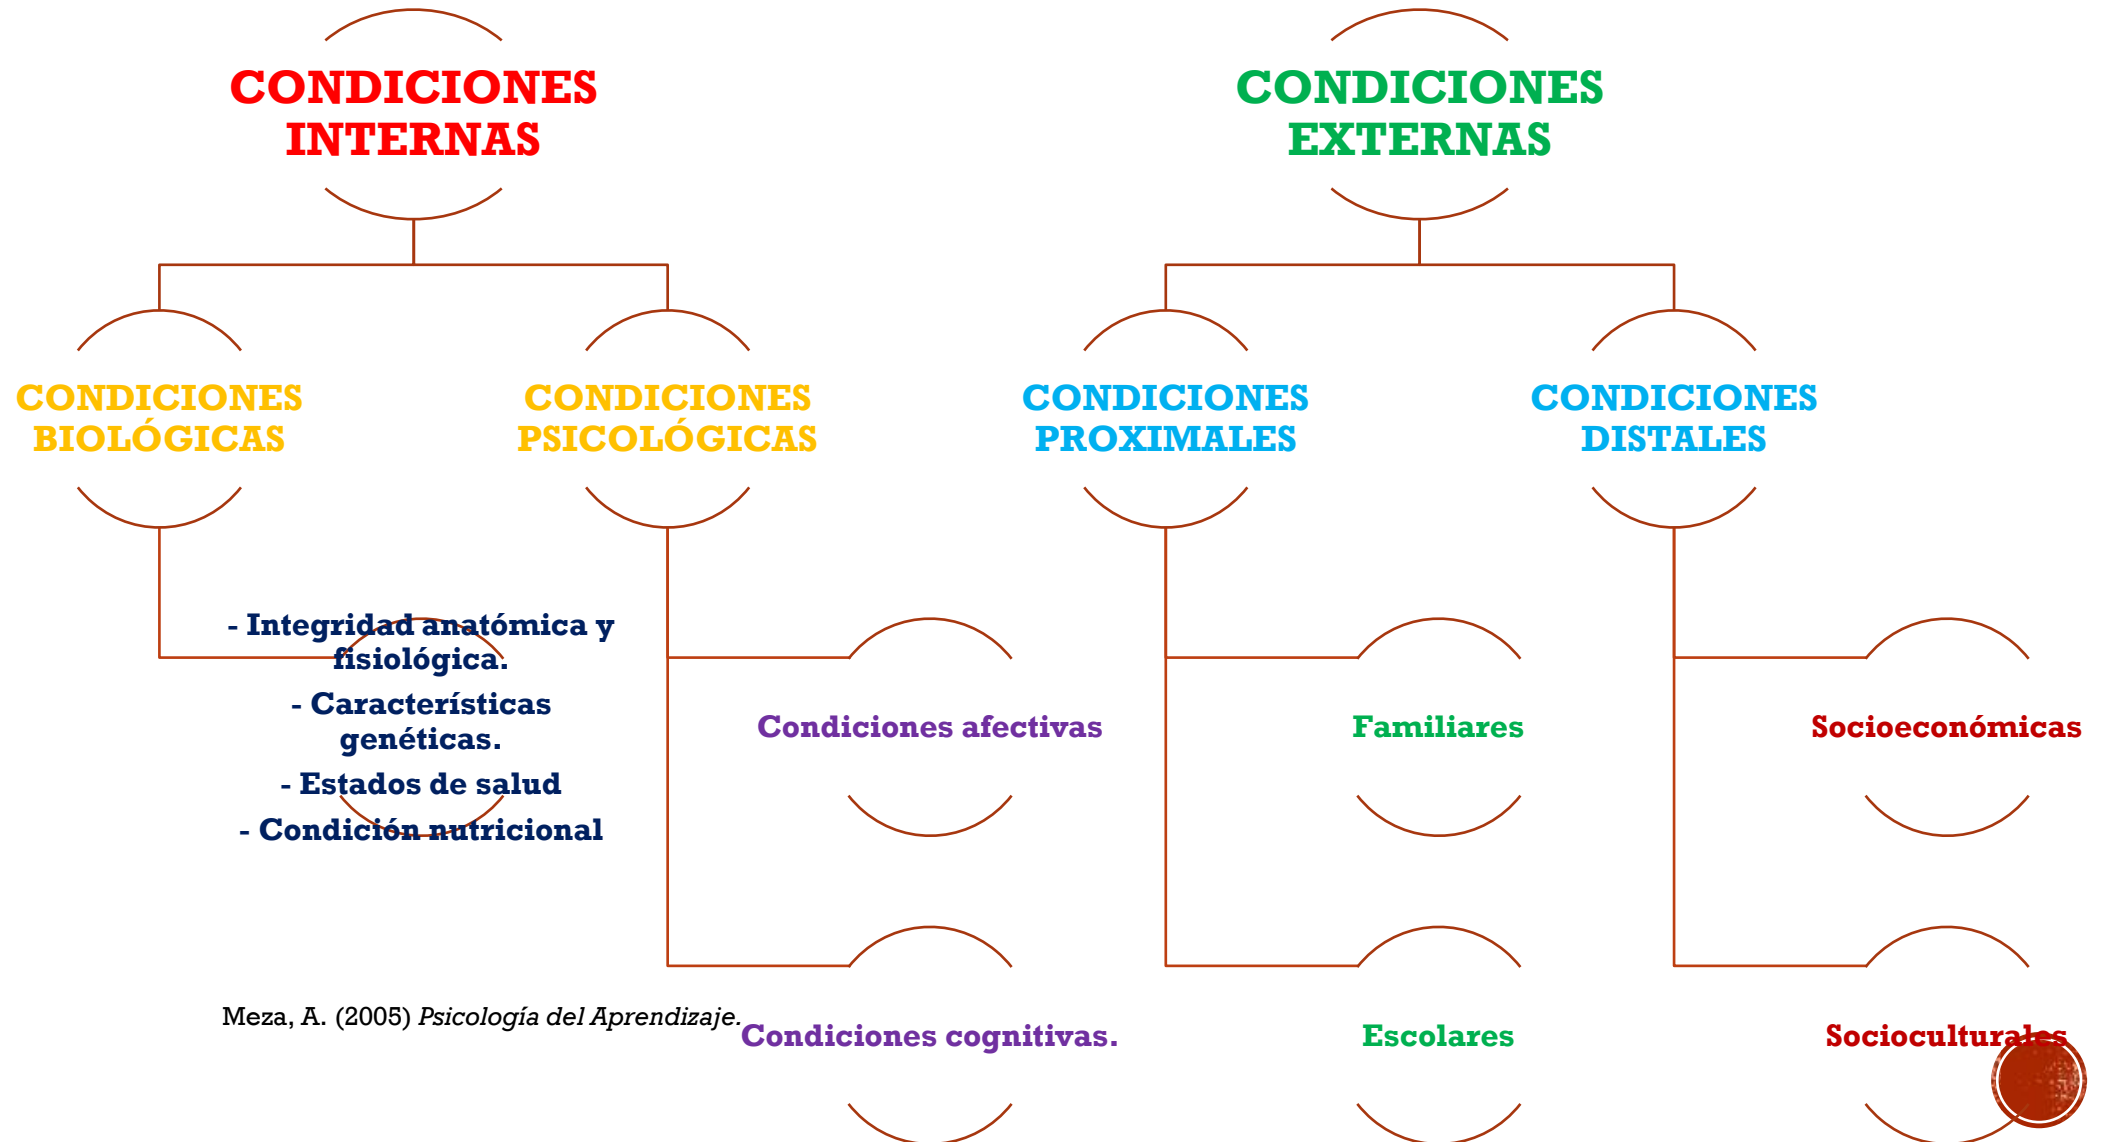 CONDICIONES
INTERNAS
CONDICIONES
EXTERNAS
CONDICIONES
BIOLÓGICAS
CONDICIONES
PSICOLÓGICAS
CONDICIONES
PROXIMALES
CONDICIONES
DISTALES
- Integridad anatómica y
fisiológica.
- Características
genéticas.
- Estados de salud
- Condición nutricional
Condiciones afectivas
Familiares
Socioeconómicas
Meza, A. (2005) Psicología del Aprendizaje.
Condiciones cognitivas.
Escolares
Socioculturales